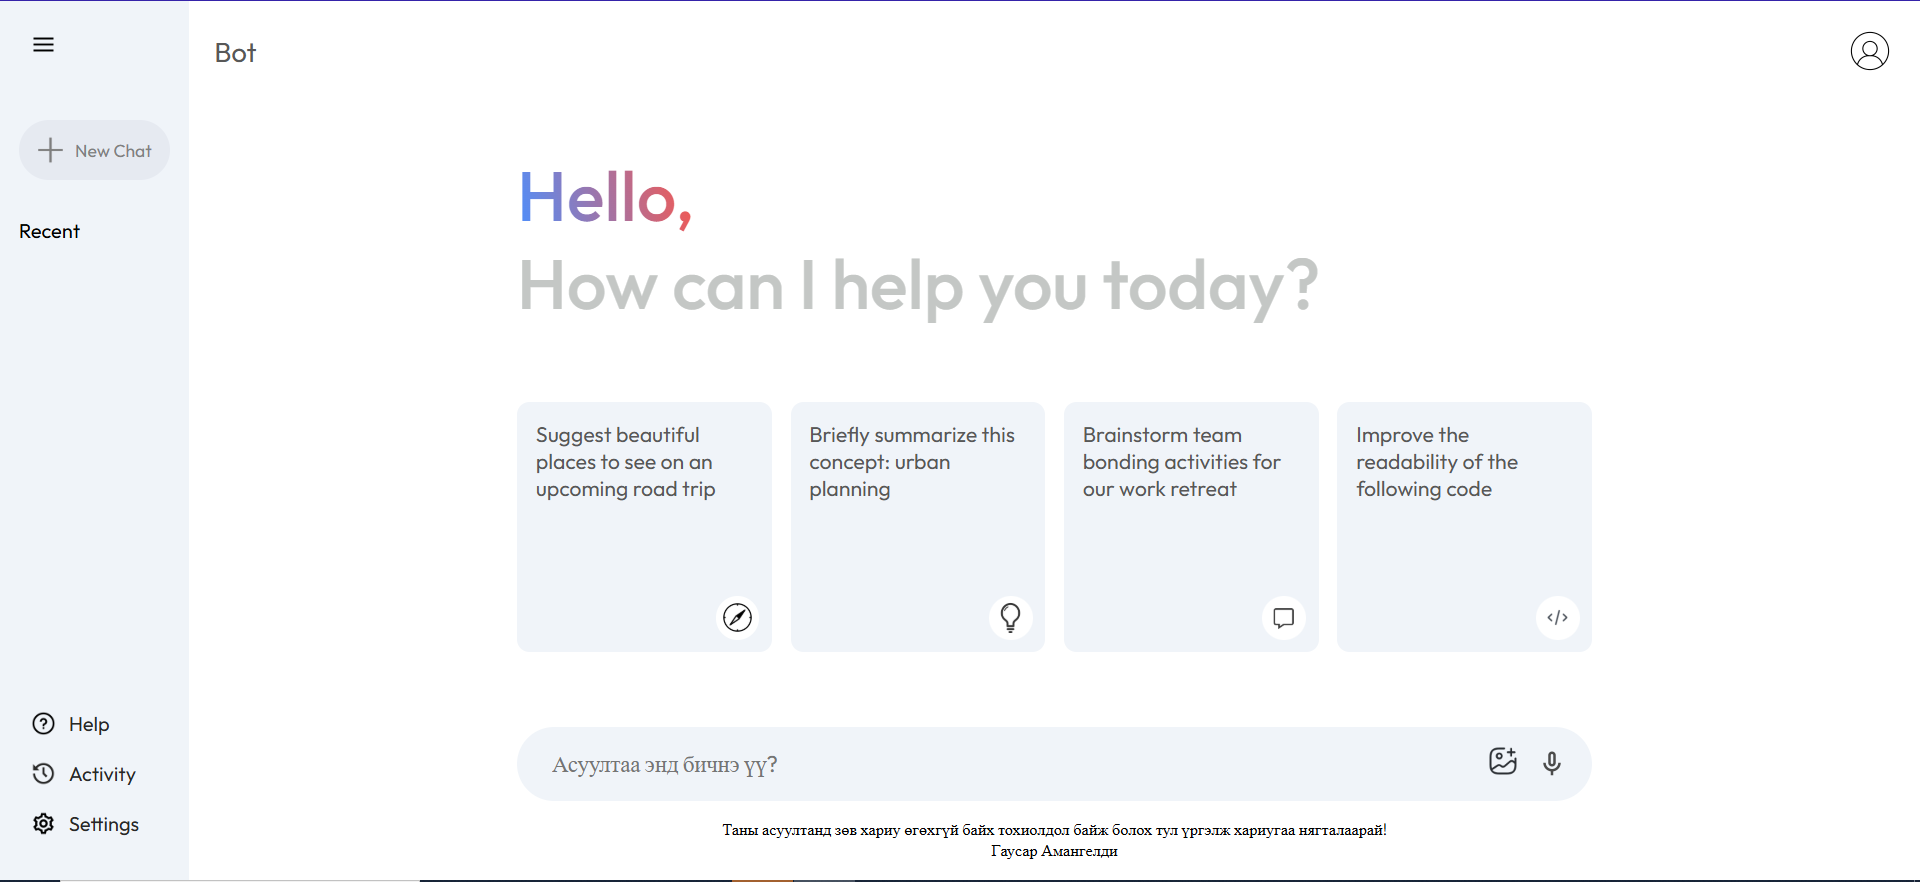 Bot
New Chat
Recent
Hello,
How can I help you today?
Suggest beautiful
places to see on an
upcoming road trip
Briefly summarize this
concept: urban
planning
Brainstorm team
bonding activities for
our work retreat
Improve the
readability of the
following code
Help
Activity
Settings
Асуултаа энд бичнэ үү?
Таны асуултанд зөв хариу өгөхгүй байх тохиолдол байж болох тул үргэлж хариугаа нягталаарай!
Гаусар Амангелди